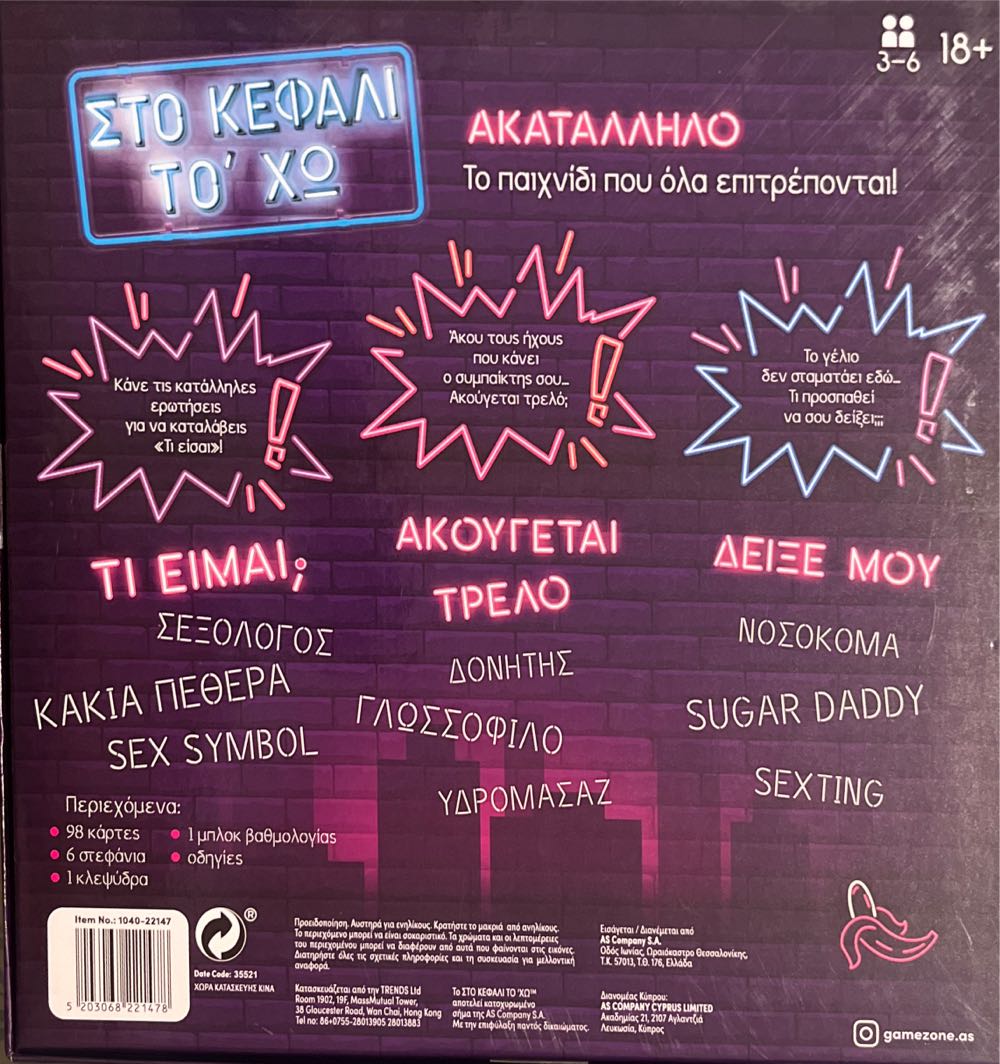 3-6 18+
ΣΤΟ ΚΕΦΑΛΙ
ΤΟ' ΧΩ
ΑΚΑΤΑΛΛΗΛΟ
Το παιχνίδι που όλα επιτρέπονται!
Κάνε τις κατάλληλες
ερωτήσεις
για να καταλάβεις
«Τι είσαι»!
Άκου τους ήχους
που κάνει
ο συμπαίκτης σου...
Ακούγεται τρελό;
Το γέλιο
δεν σταματάει εδώ...
Τι προσπαθεί
να σου δείξει;;;
ΤΙ ΕΙΜΑΙ;
ΣΕΞΟΛΟΓΟΣ
ΚΑΚΙΑ ΠΕΘΕΡΑ
SEX SYMBOL
ΑΚΟΥΓΕΤΑΙ
ΤΡΕΛΟ
ΔΟΝΗΤΗΣ
ΓΛΩΣΣΟΦΙΛΟ
ΥΔΡΟΜΑΣΑΖ
ΔΕΙΞΕ ΜΟΥ
ΝΟΣΟΚΟΜΑ
SUGAR DADDY
SEXTING
Περιεχόμενα:
• 98 κάρτες • 1 μπλοκ βαθμολογίας
• 6 στεφάνια • οδηγίες
• 1 κλεψύδρα
Item No.: 1040-22147
5 203068 221478
®
Date Code: 35521
ΧΩΡΑ ΚΑΤΑΣΚΕΥΗΣ ΚΙΝΑ
Προειδοποίηση. Αυστηρά για ενηλίκους. Κρατήστε το μακριά από ανηλίκους.
Το περιεχόμενο μπορεί να είναι σοκαριστικό. Τα χρώματα και οι λεπτομέρειες
του περιεχομένου μπορεί να διαφέρουν από αυτά που φαίνονται στις εικόνες.
Διατηρήστε όλες τις σχετικές πληροφορίες και τη συσκευασία για μελλοντική
αναφορά.
Κατασκευάζεται από την TRENDS Ltd
Room 1902, 19F, MassMutual Tower,
38 Gloucester Road, Wan Chai, Hong Kong
Tel no: 86+0755-28013905 28013883
Το ΣΤΟ ΚΕΦΑΛΙ ΤΟ 'ΧΩ™
αποτελεί κατοχυρωμένο
σήμα της AS Company S.A.
Με την επιφύλαξη παντός δικαιώματος.
Εισάγεται / Διανέμεται από
AS Company S.A.
Οδός Ιωνίας, Ωραιόκαστρο Θεσσαλονίκης,
Τ.Κ. 57013, Τ.Θ. 176, Ελλάδα
Διανομέας Κύπρου:
AS COMPANY CYPRUS LIMITED
Ακαδημίας 21, 2107 Αγλαντζιά
Λευκωσία, Κύπρος
gamezone.as